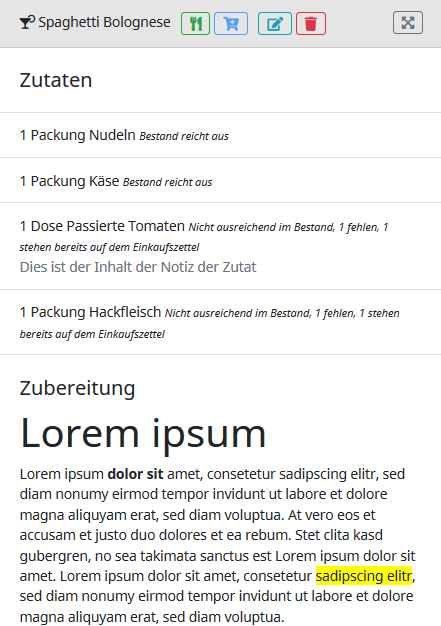 Spaghetti Bolognese
Zutaten
1 Packung Nudeln Bestand reicht aus
1 Packung Käse Bestand reicht aus
1 Dose Passierte Tomaten Nicht ausreichend im Bestand, 1 fehlen, 1
stehen bereits auf dem Einkaufszettel
Dies ist der Inhalt der Notiz der Zutat
1 Packung Hackfleisch Nicht ausreichend im Bestand, 1 fehlen, 1 stehen
bereits auf dem Einkaufszettel
Zubereitung
Lorem ipsum
Lorem ipsum dolor sit amet, consetetur sadipscing elitr, sed
diam nonumy eirmod tempor invidunt ut labore et dolore
magna aliquyam erat, sed diam voluptua. At vero eos et
accusam et justo duo dolores et ea rebum. Stet clita kasd
gubergren, no sea takimata sanctus est Lorem ipsum dolor sit
amet. Lorem ipsum dolor sit amet, consetetur sadipscing elitr,
sed diam nonumy eirmod tempor invidunt ut labore et dolore
magna aliquyam erat, sed diam voluptua.